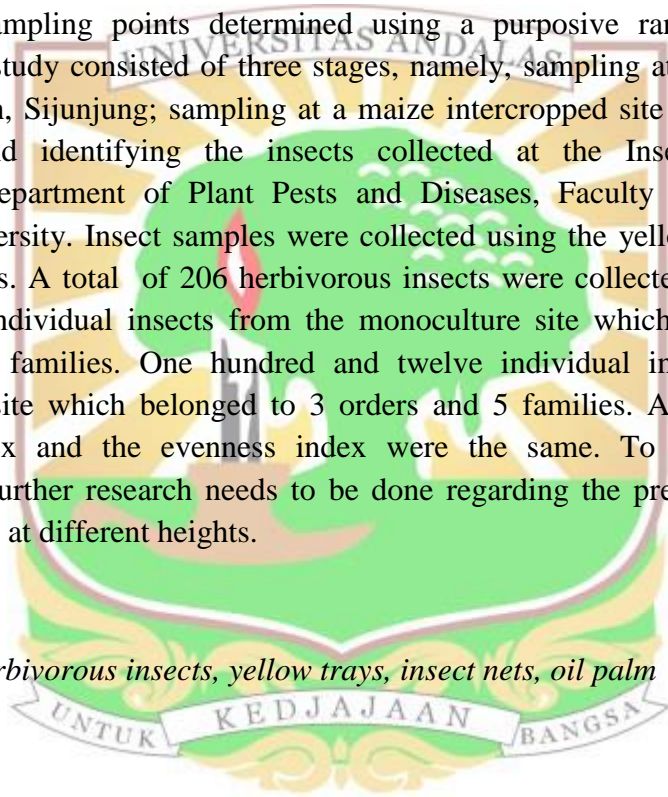 ampling points determined using a purposive ran
UNIVERSITAS ANDALAS
study consisted of three stages, namely, sampling at
n, Sijunjung; sampling at a maize intercropped site
nd identifying the insects collected at the Inse
epartment of Plant Pests and Diseases, Faculty
ersity. Insect samples were collected using the yello
s. A total of 206 herbivorous insects were collecte
ndividual insects from the monoculture site which
families. One hundred and twelve individual in
site which belonged to 3 orders and 5 families. A
ex and the evenness index were the same. To
urther research needs to be done regarding the pre
at different heights.
rbivorous insects, yellow trays, insect nets, oil palm
UNTUK KEDJAJAAN BANGSA